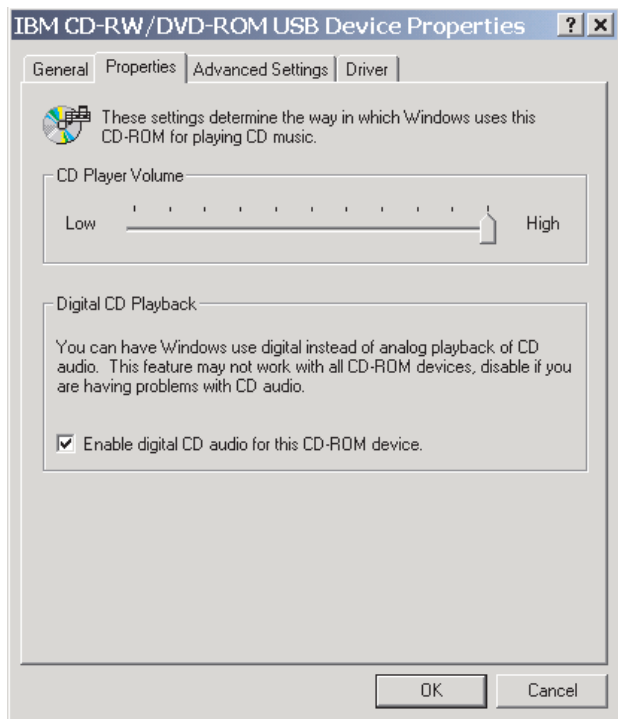 IBM CD-RW/DVD-ROM USB Device Properties ? ×
General Properties Advanced Settings Driver
These settings determine the way in which Windows uses this
CD-ROM for playing CD music.
CD Player Volume
Low High
Digital CD Playback
You can have Windows use digital instead of analog playback of CD
audio.  This feature may not work with all CD-ROM devices, disable if you
are having problems with CD audio.
Enable digital CD audio for this CD-ROM device.
OK Cancel